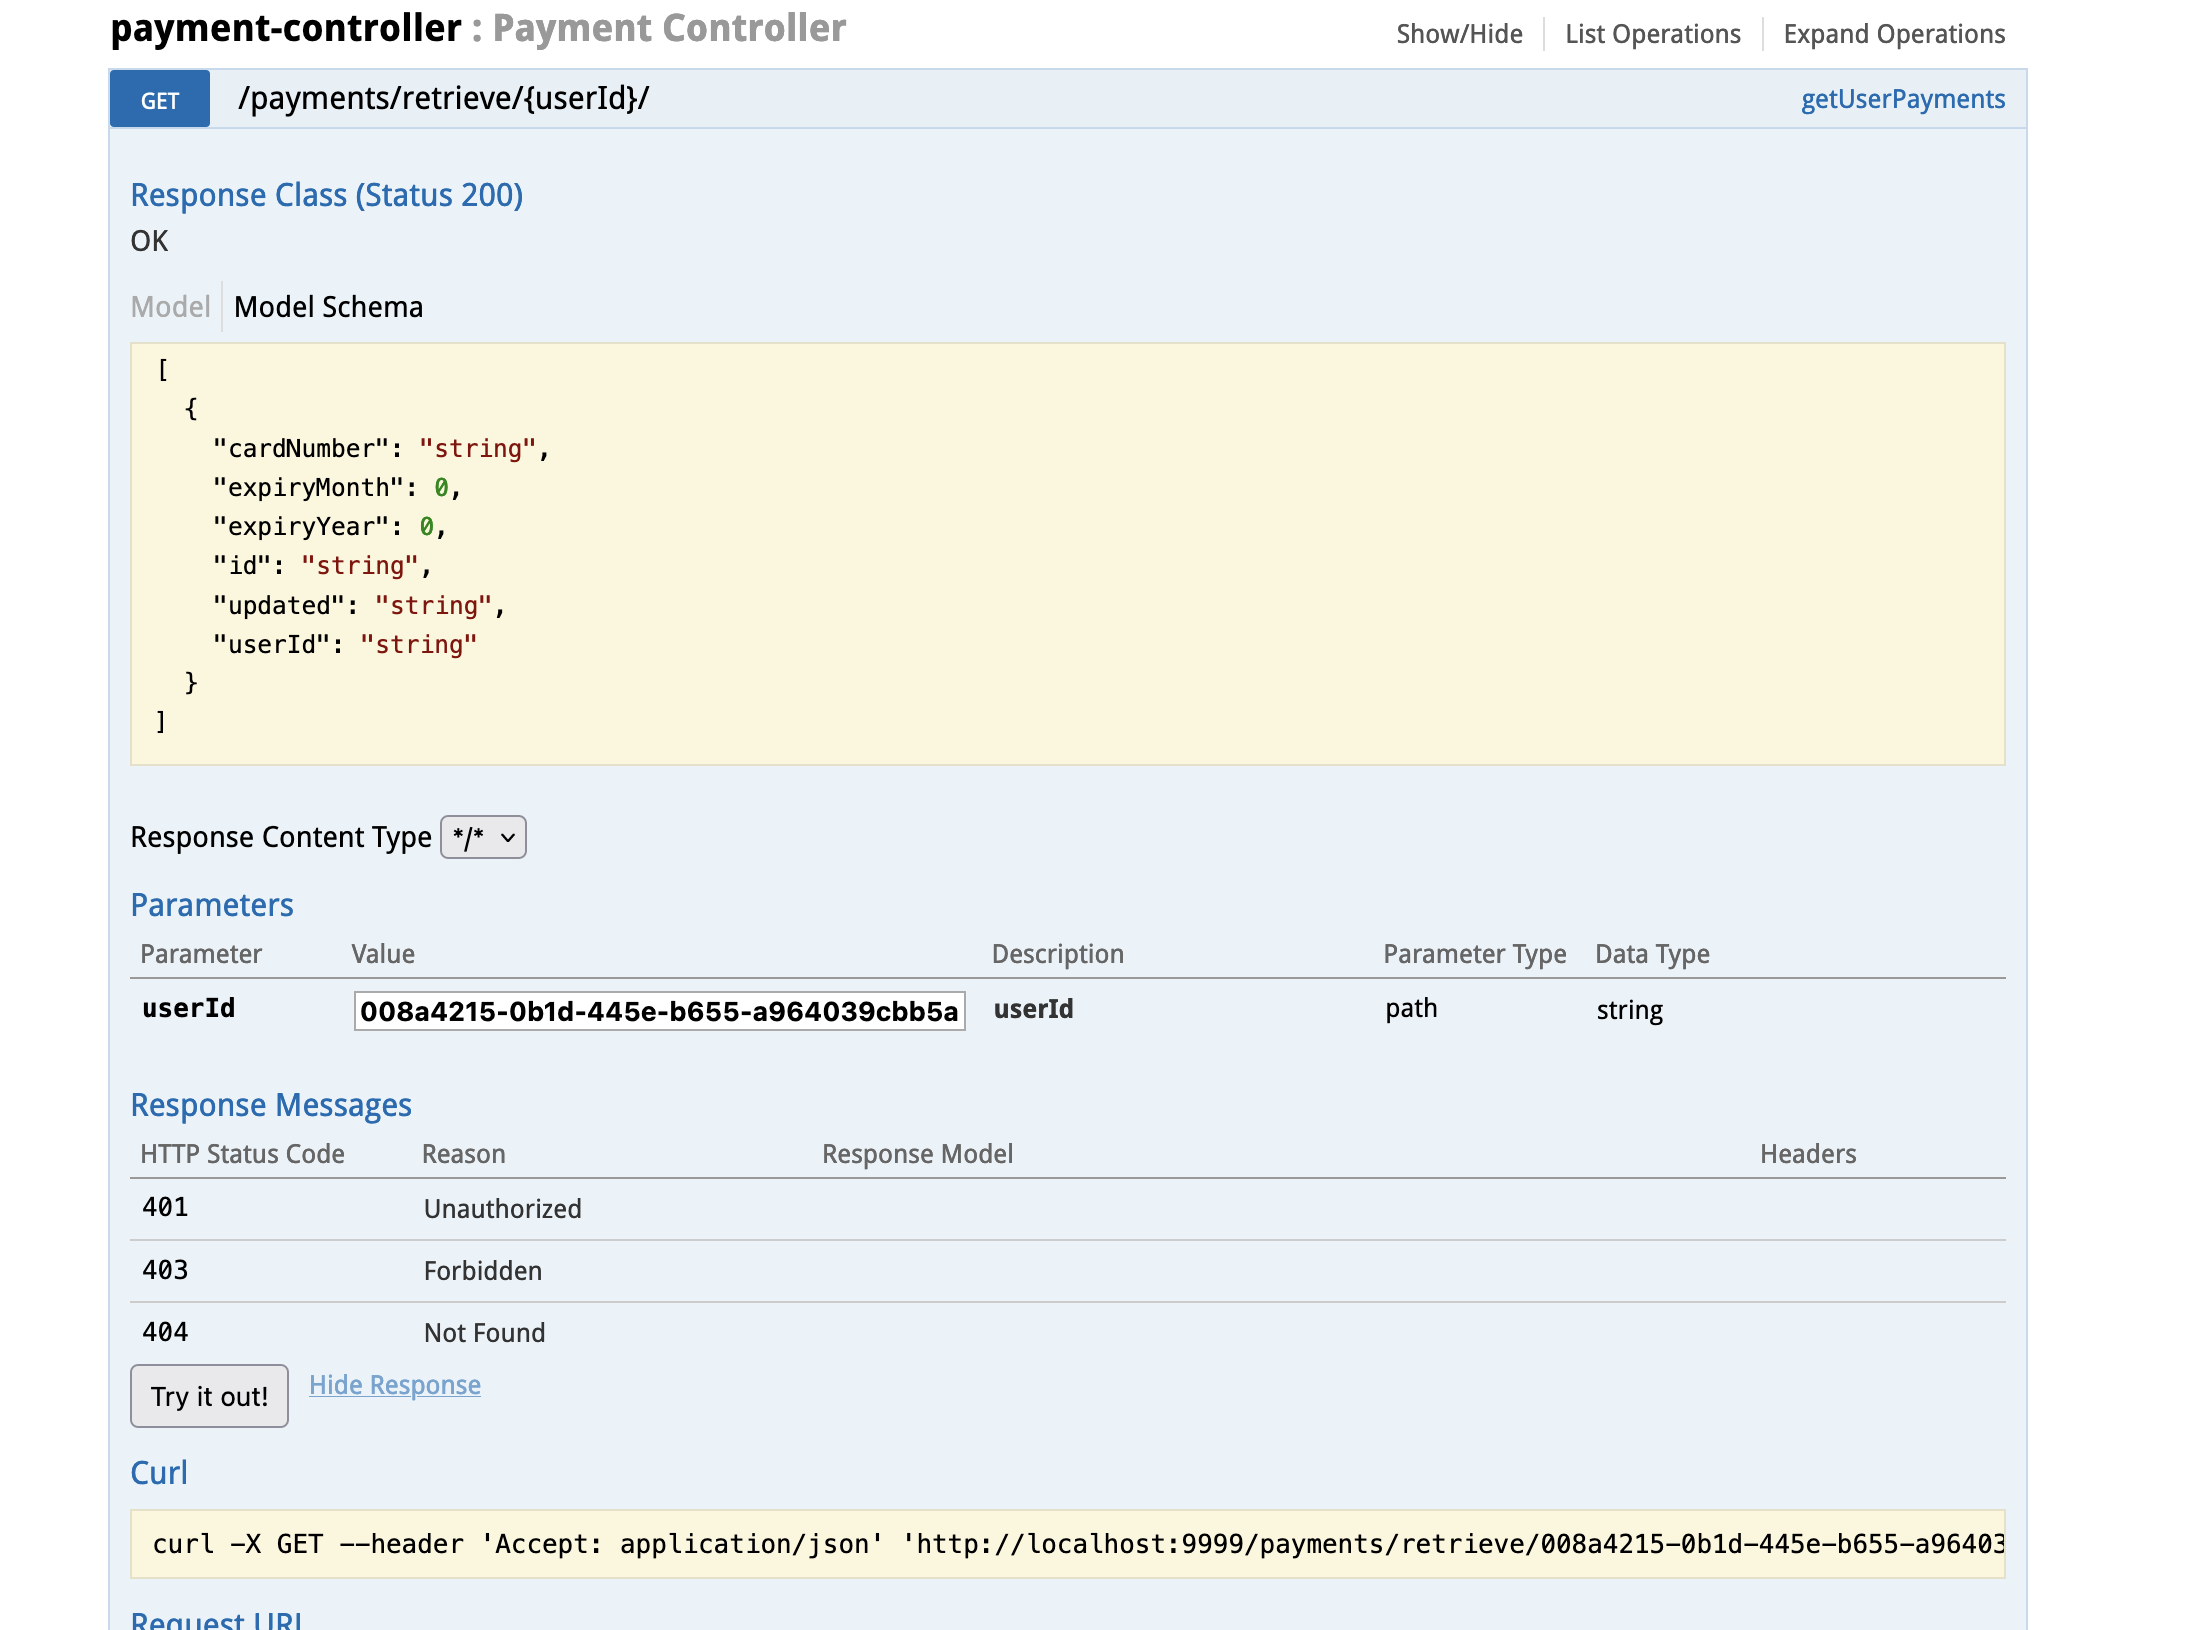 payment-controller : Payment Controller
Show/Hide List Operations Expand Operations
GET /payments/retrieve/{userId}/ getUserPayments
Response Class (Status 200)
OK
Model Model Schema
[
{
"cardNumber": "string",
"expiryMonth": 0,
"expiryYear": 0,
"id": "string",
"updated": "string",
"userId": "string"
}
]
Response Content Type */*
Parameters
Parameter Value Description Parameter Type Data Type
userId 008a4215-0b1d-445e-b655-a964039cbb5a userId path string
Response Messages
HTTP Status Code Reason Response Model Headers
401 Unauthorized
403 Forbidden
404 Not Found
Try it out! Hide Response
Curl
curl -X GET --header 'Accept: application/json' 'http://localhost:9999/payments/retrieve/008a4215-0b1d-445e-b655-a96403
Request URL